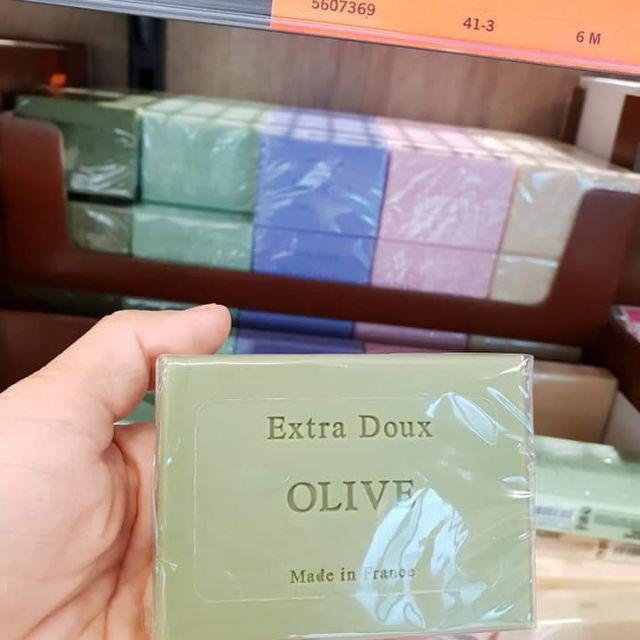 5607369
41-3
6 M
Extra Doux
OLIVE
Made in France